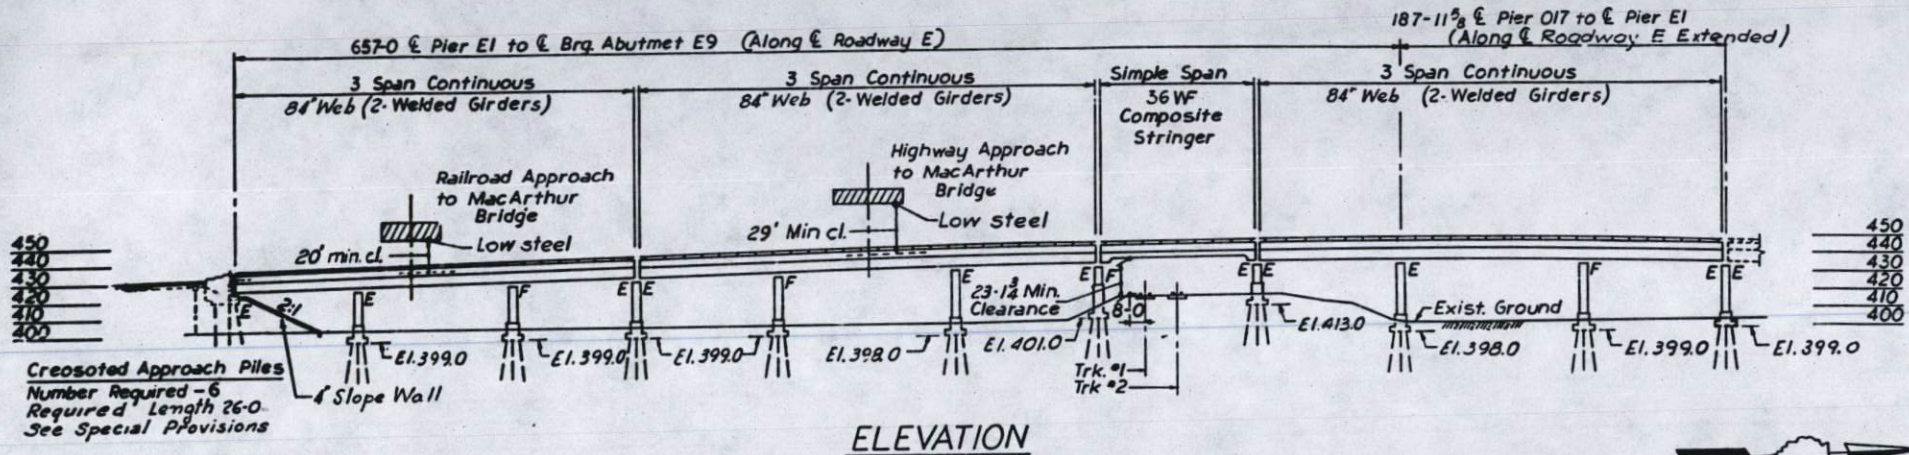 187-11⅝ ℄ Pier 017 to ℄ Pier E1
(Along ℄ Roadway E Extended)
657-0 ℄ Pier E1 to ℄ Brg. Abutmet E9 (Along ℄ Roadway E)
3 Span Continuous
84" Web (2-Welded Girders)
3 Span Continuous
84" Web (2-Welded Girders)
Simple Span
36 WF
Composite
Stringer
3 Span Continuous
84" Web (2-Welded Girders)
Railroad Approach
to MacArthur
Bridge
Low steel
20' min. cl.
Highway Approach
to MacArthur
Bridge
Low steel
29' Min cl.
450
440
430
420
410
400
450
440
430
420
410
400
E
2:1
E
F
E E
F
E
E F
E E
E
F
E E
23-1¾ Min.
Clearance
8-0
Exist. Ground
El. 399.0
El. 399.0
El. 399.0
El. 398.0
El. 401.0
El. 413.0
El. 398.0
El. 399.0
El. 399.0
Trk. #1
Trk #2
Creosoted Approach Piles
Number Required - 6
Required Length 26-0
See Special Provisions
4" Slope Wall
ELEVATION